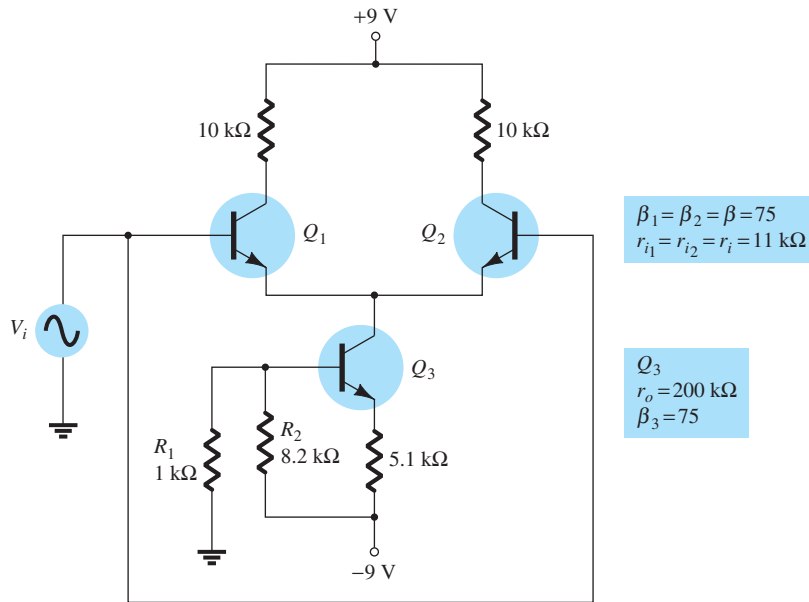 +9 V
10 kΩ
10 kΩ
Q1
Q2
β1 = β2 = β = 75
ri1 = ri2 = ri = 11 kΩ
Vi
Q3
Q3
ro = 200 kΩ
β3 = 75
R1
1 kΩ
R2
8.2 kΩ
5.1 kΩ
−9 V